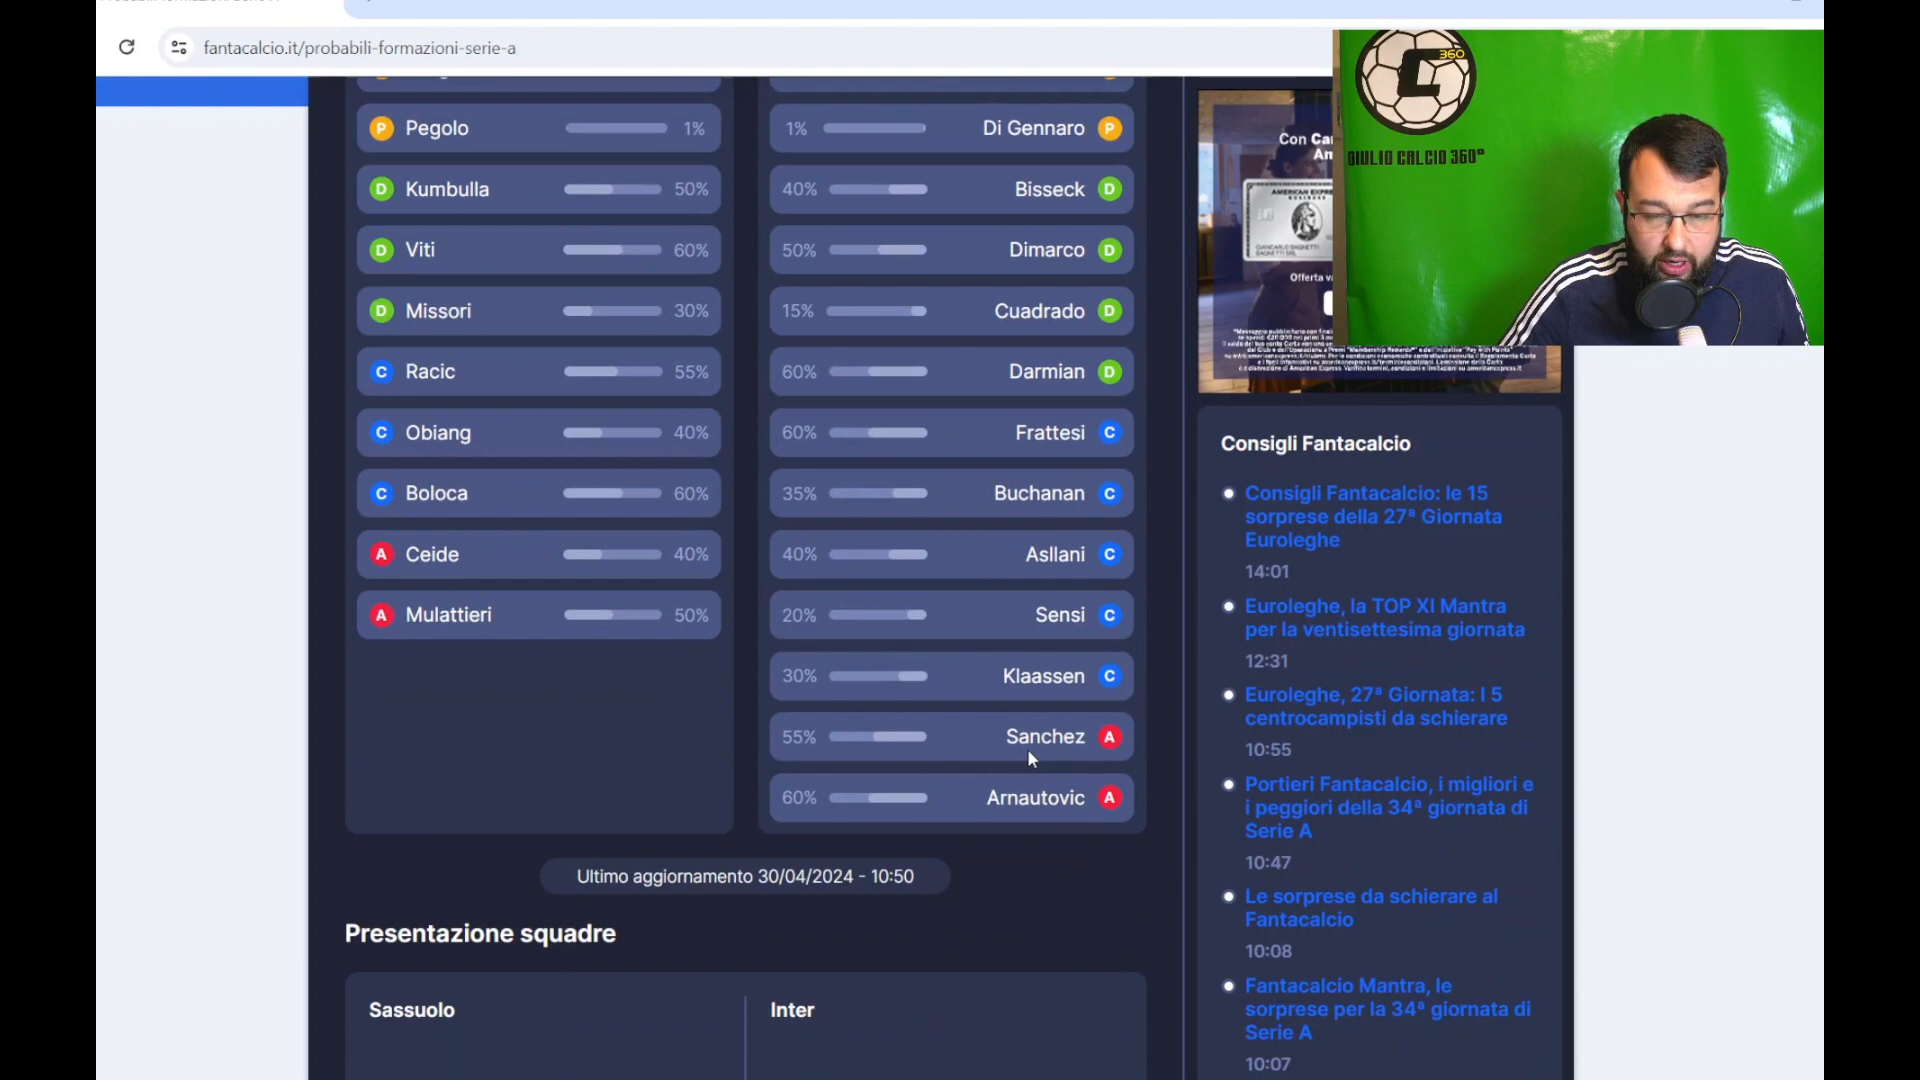 fantacalcio.it/probabili-formazioni-serie-a
P Pegolo 1%
D Kumbulla 50%
D Viti 60%
D Missori 30%
C Racic 55%
C Obiang 40%
C Boloca 60%
A Ceide 40%
A Mulattieri 50%
1% Di Gennaro P
40% Bisseck D
50% Dimarco D
15% Cuadrado D
60% Darmian D
60% Frattesi C
35% Buchanan C
40% Asllani C
20% Sensi C
30% Klaassen C
55% Sanchez A
60% Arnautovic A
Ultimo aggiornamento 30/04/2024 - 10:50
Presentazione squadre
Sassuolo
Inter
Con
AMERICAN
BUSINESS
Offerta
C 360
GIULIO CALCIO 360°
Consigli Fantacalcio
Consigli Fantacalcio: le 15
sorprese della 27ª Giornata
Euroleghe
14:01
Euroleghe, la TOP XI Mantra
per la ventisettesima giornata
12:31
Euroleghe, 27ª Giornata: I 5
centrocampisti da schierare
10:55
Portieri Fantacalcio, i migliori e
i peggiori della 34ª giornata di
Serie A
10:47
Le sorprese da schierare al
Fantacalcio
10:08
Fantacalcio Mantra, le
sorprese per la 34ª giornata di
Serie A
10:07